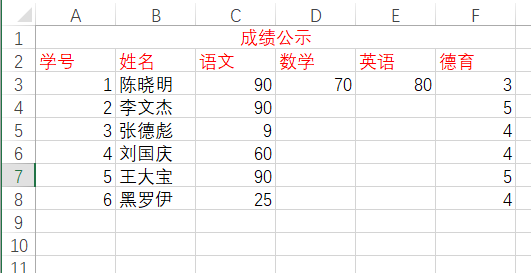 A B C D E F
1 成绩公示
2 学号 姓名 语文 数学 英语 德育
3 1 陈晓明 90 70 80 3
4 2 李文杰 90 5
5 3 张德彪 9 4
6 4 刘国庆 60 4
7 5 王大宝 90 5
8 6 黑罗伊 25 4
9
10
11